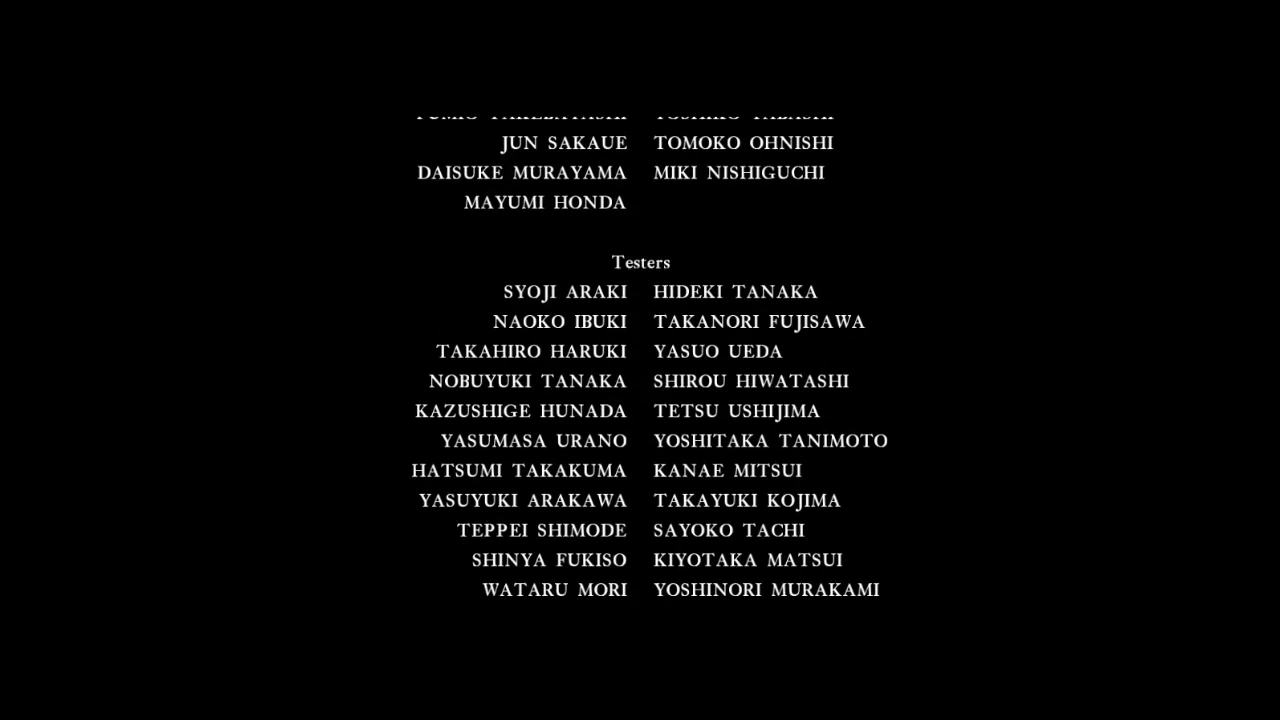 JUN SAKAUE TOMOKO OHNISHI
DAISUKE MURAYAMA MIKI NISHIGUCHI
MAYUMI HONDA
Testers
SYOJI ARAKI HIDEKI TANAKA
NAOKO IBUKI TAKANORI FUJISAWA
TAKAHIRO HARUKI YASUO UEDA
NOBUYUKI TANAKA SHIROU HIWATASHI
KAZUSHIGE HUNADA TETSU USHIJIMA
YASUMASA URANO YOSHITAKA TANIMOTO
HATSUMI TAKAKUMA KANAE MITSUI
YASUYUKI ARAKAWA TAKAYUKI KOJIMA
TEPPEI SHIMODE SAYOKO TACHI
SHINYA FUKISO KIYOTAKA MATSUI
WATARU MORI YOSHINORI MURAKAMI